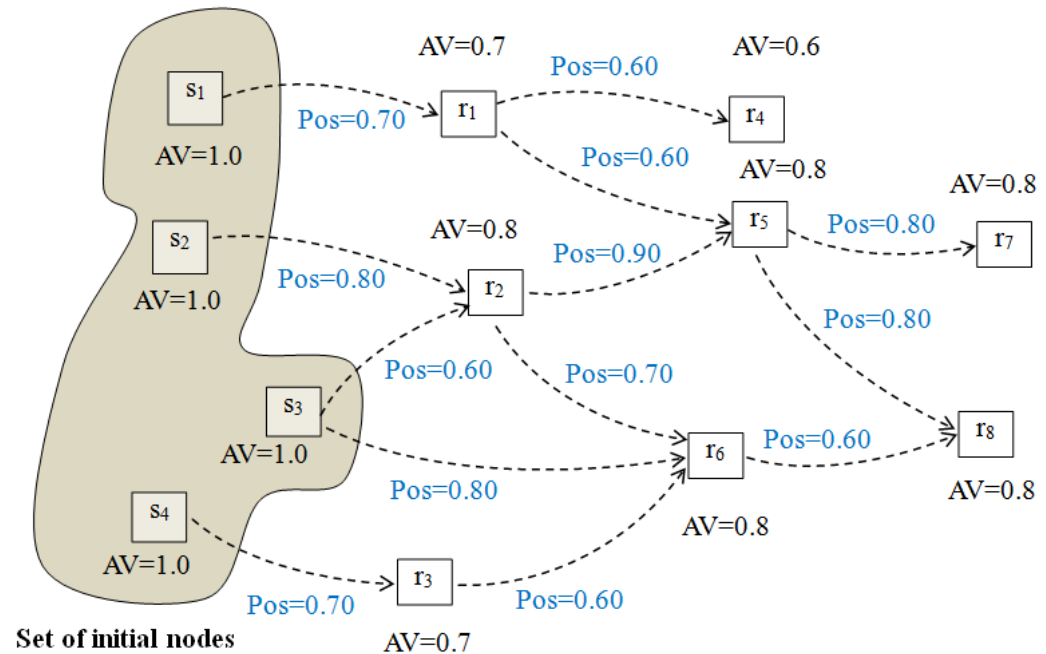 AV=0.7
AV=0.6
Pos=0.60
s1
r1
r4
Pos=0.70
Pos=0.60
AV=1.0
AV=0.8
AV=0.8
s2
AV=0.8
r5
Pos=0.80
r7
Pos=0.90
Pos=0.80
r2
AV=1.0
Pos=0.80
Pos=0.60
Pos=0.70
s3
r8
r6
Pos=0.60
AV=1.0
Pos=0.80
AV=0.8
s4
AV=0.8
AV=1.0
r3
Pos=0.70
Pos=0.60
Set of initial nodes
AV=0.7